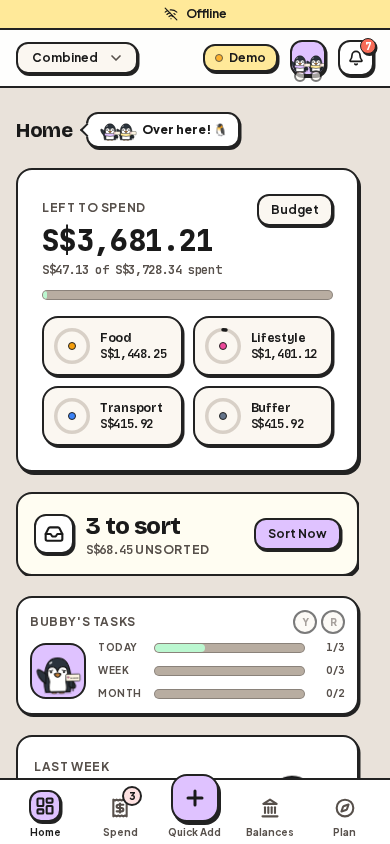 Offline
Combined
Demo
7
Home
Over here! 🐧
LEFT TO SPEND
Budget
S$3,681.21
S$47.13 of S$3,728.34 spent
Food
S$1,448.25
Lifestyle
S$1,401.12
Transport
S$415.92
Buffer
S$415.92
3 to sort
S$68.45 UNSORTED
Sort Now
BUBBY'S TASKS
Y
R
TODAY
1/3
WEEK
0/3
MONTH
0/2
LAST WEEK
3
Home
Spend
Quick Add
Balances
Plan